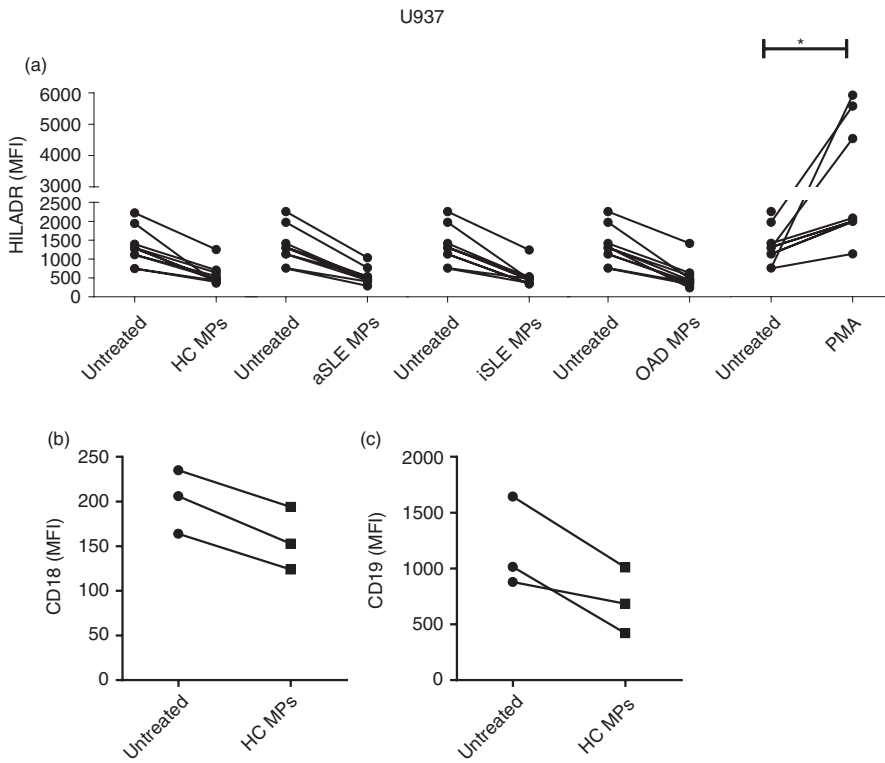 U937
*
(a)
HILADR (MFI)
6000
5000
4000
3000
2500
2000
1500
1000
500
0
Untreated
HC MPs
Untreated
aSLE MPs
Untreated
iSLE MPs
Untreated
OAD MPs
Untreated
PMA
(b)
CD18 (MFI)
250
200
150
100
50
0
Untreated
HC MPs
(c)
CD19 (MFI)
2000
1500
1000
500
0
Untreated
HC MPs